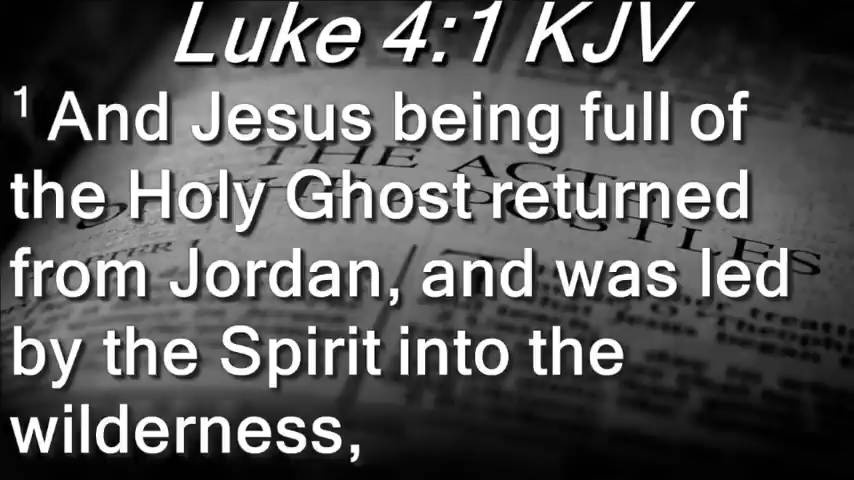 Luke 4:1 KJV
1 And Jesus being full of
the Holy Ghost returned
from Jordan, and was led
by the Spirit into the
wilderness,
THE ACTS
APOSTLES